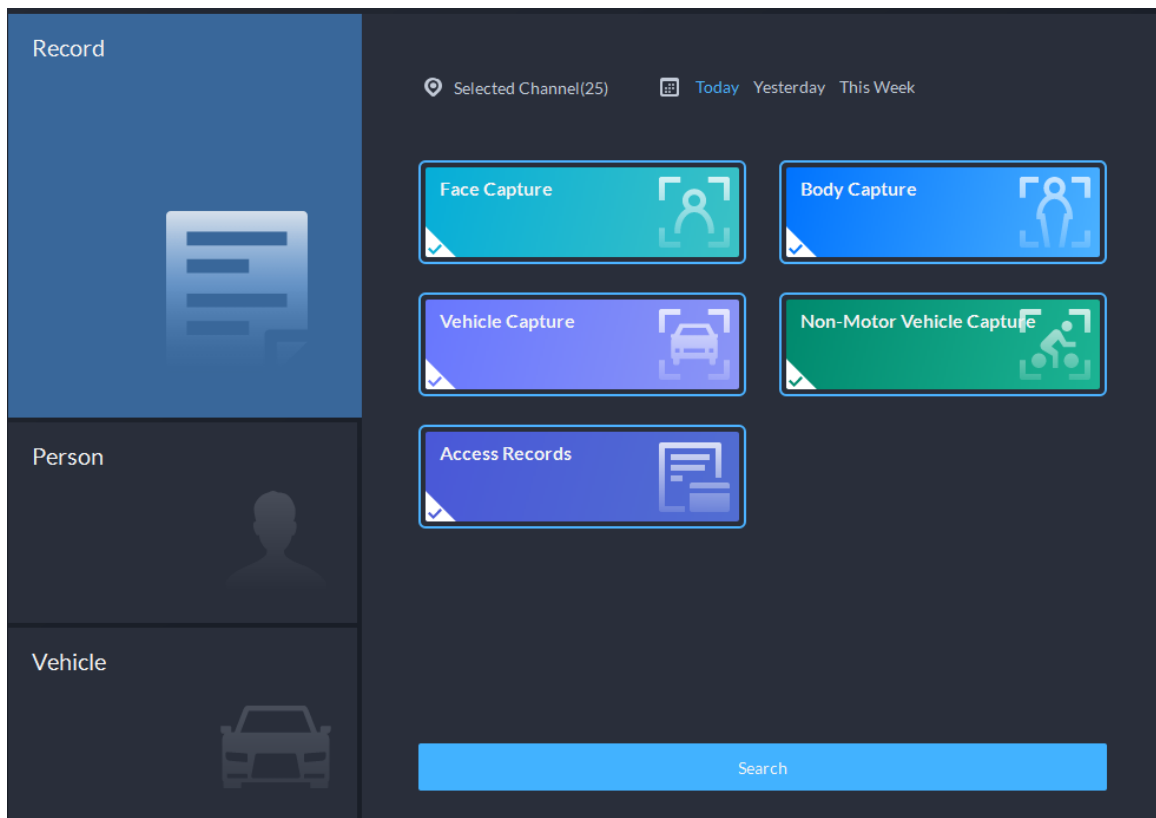 Record
Selected Channel(25) Today Yesterday This Week
Face Capture
Body Capture
Vehicle Capture
Non-Motor Vehicle Capture
Access Records
Person
Vehicle
Search